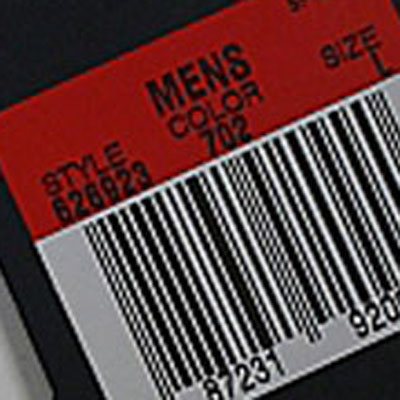 MENS
SIZE
COLOR
L
STYLE
702
626923
87231
920